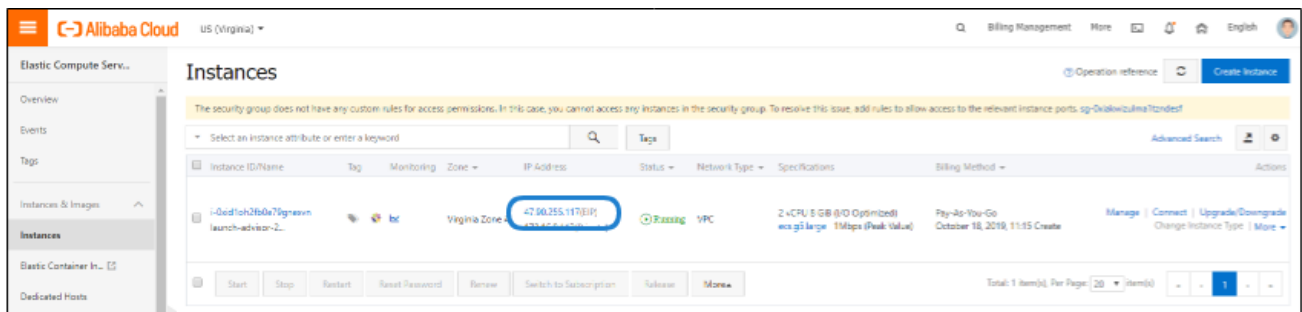 Alibaba Cloud US (Virginia) Billing Management More English
Elastic Compute Serv...
Instances
Operation reference Create Instance
Overview
The security group does not have any custom rules for access permissions. In this case, you cannot access any instances in the security group. To resolve this issue, add rules to allow access to the relevant instance ports.
Events
Select an instance attribute or enter a keyword Tags Advanced Search
Tags
Instance ID/Name Tag Monitoring Zone IP Address Status Network Type Specifications Billing Method Actions
Instances & Images
47.90.255.117(EIP)
Virginia Zone Running VPC 2 vCPU 8 GiB (I/O Optimized) Pay-As-You-Go Manage | Connect | Upgrade/Downgrade
launch-advisor-2... ecs.g5.large 1Mbps (Peak Value) October 18, 2019, 11:15 Create Change Instance Type | More
Instances
Elastic Container In...
Start Stop Restart Reset Password Renew Switch to Subscription Release More
Total: 1 item(s), Per Page: 20 item(s) 1
Dedicated Hosts